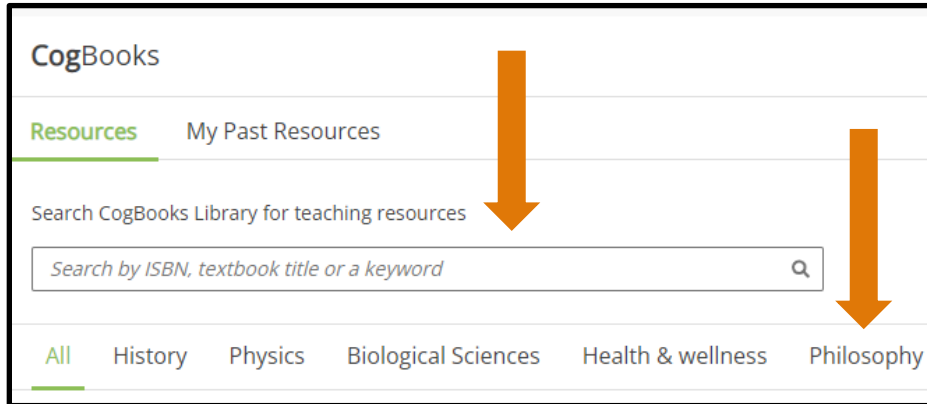 CogBooks
Resources My Past Resources
Search CogBooks Library for teaching resources
Search by ISBN, textbook title or a keyword
All History Physics Biological Sciences Health & wellness Philosophy